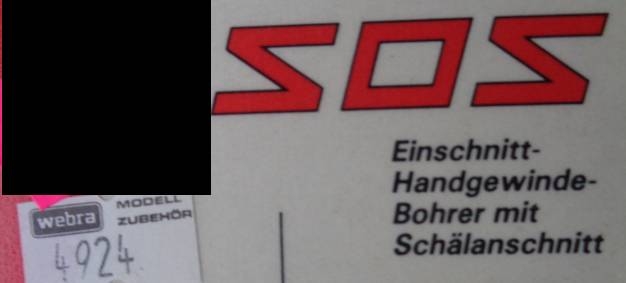 SOS
Einschnitt-
Handgewinde-
Bohrer mit
Schälanschnitt
webra
MODELL
ZUBEHÖR
4924